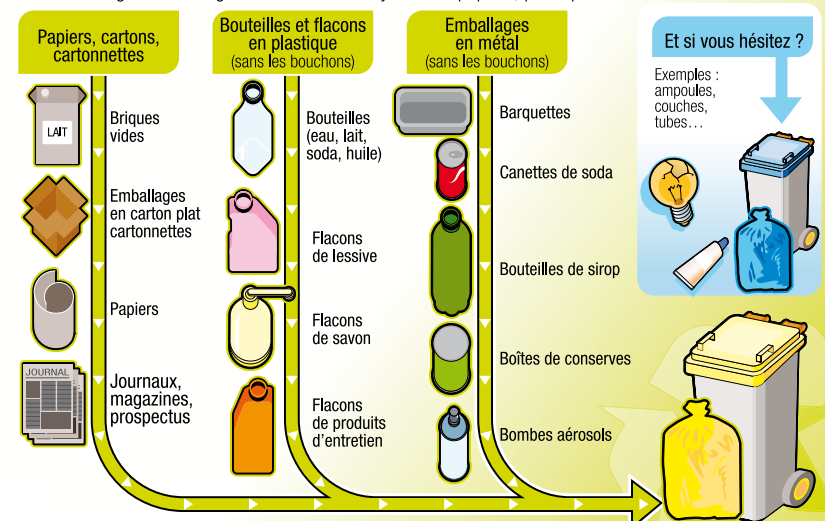 Papiers, cartons,
cartonnettes
LAIT
Briques
vides
Emballages
en carton plat
cartonnettes
Papiers
JOURNAL
Journaux,
magazines,
prospectus
Bouteilles et flacons
en plastique
(sans les bouchons)
Bouteilles
(eau, lait,
soda, huile)
Flacons
de lessive
Flacons
de savon
Flacons
de produits
d'entretien
Emballages
en métal
(sans les bouchons)
Barquettes
Canettes de soda
Bouteilles de sirop
Boîtes de conserves
Bombes aérosols
Et si vous hésitez ?
Exemples :
ampoules,
couches,
tubes…